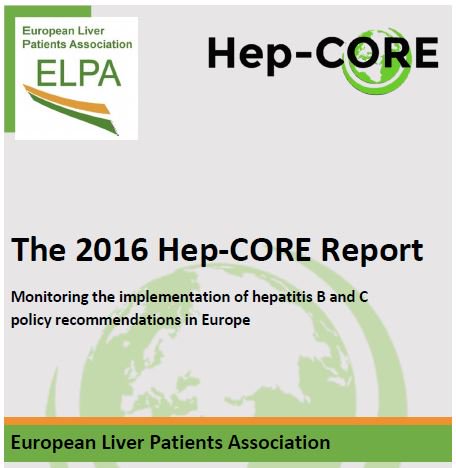 European Liver
Patients Association
ELPA
Hep-CORE
The 2016 Hep-CORE Report
Monitoring the implementation of hepatitis B and C
policy recommendations in Europe
European Liver Patients Association